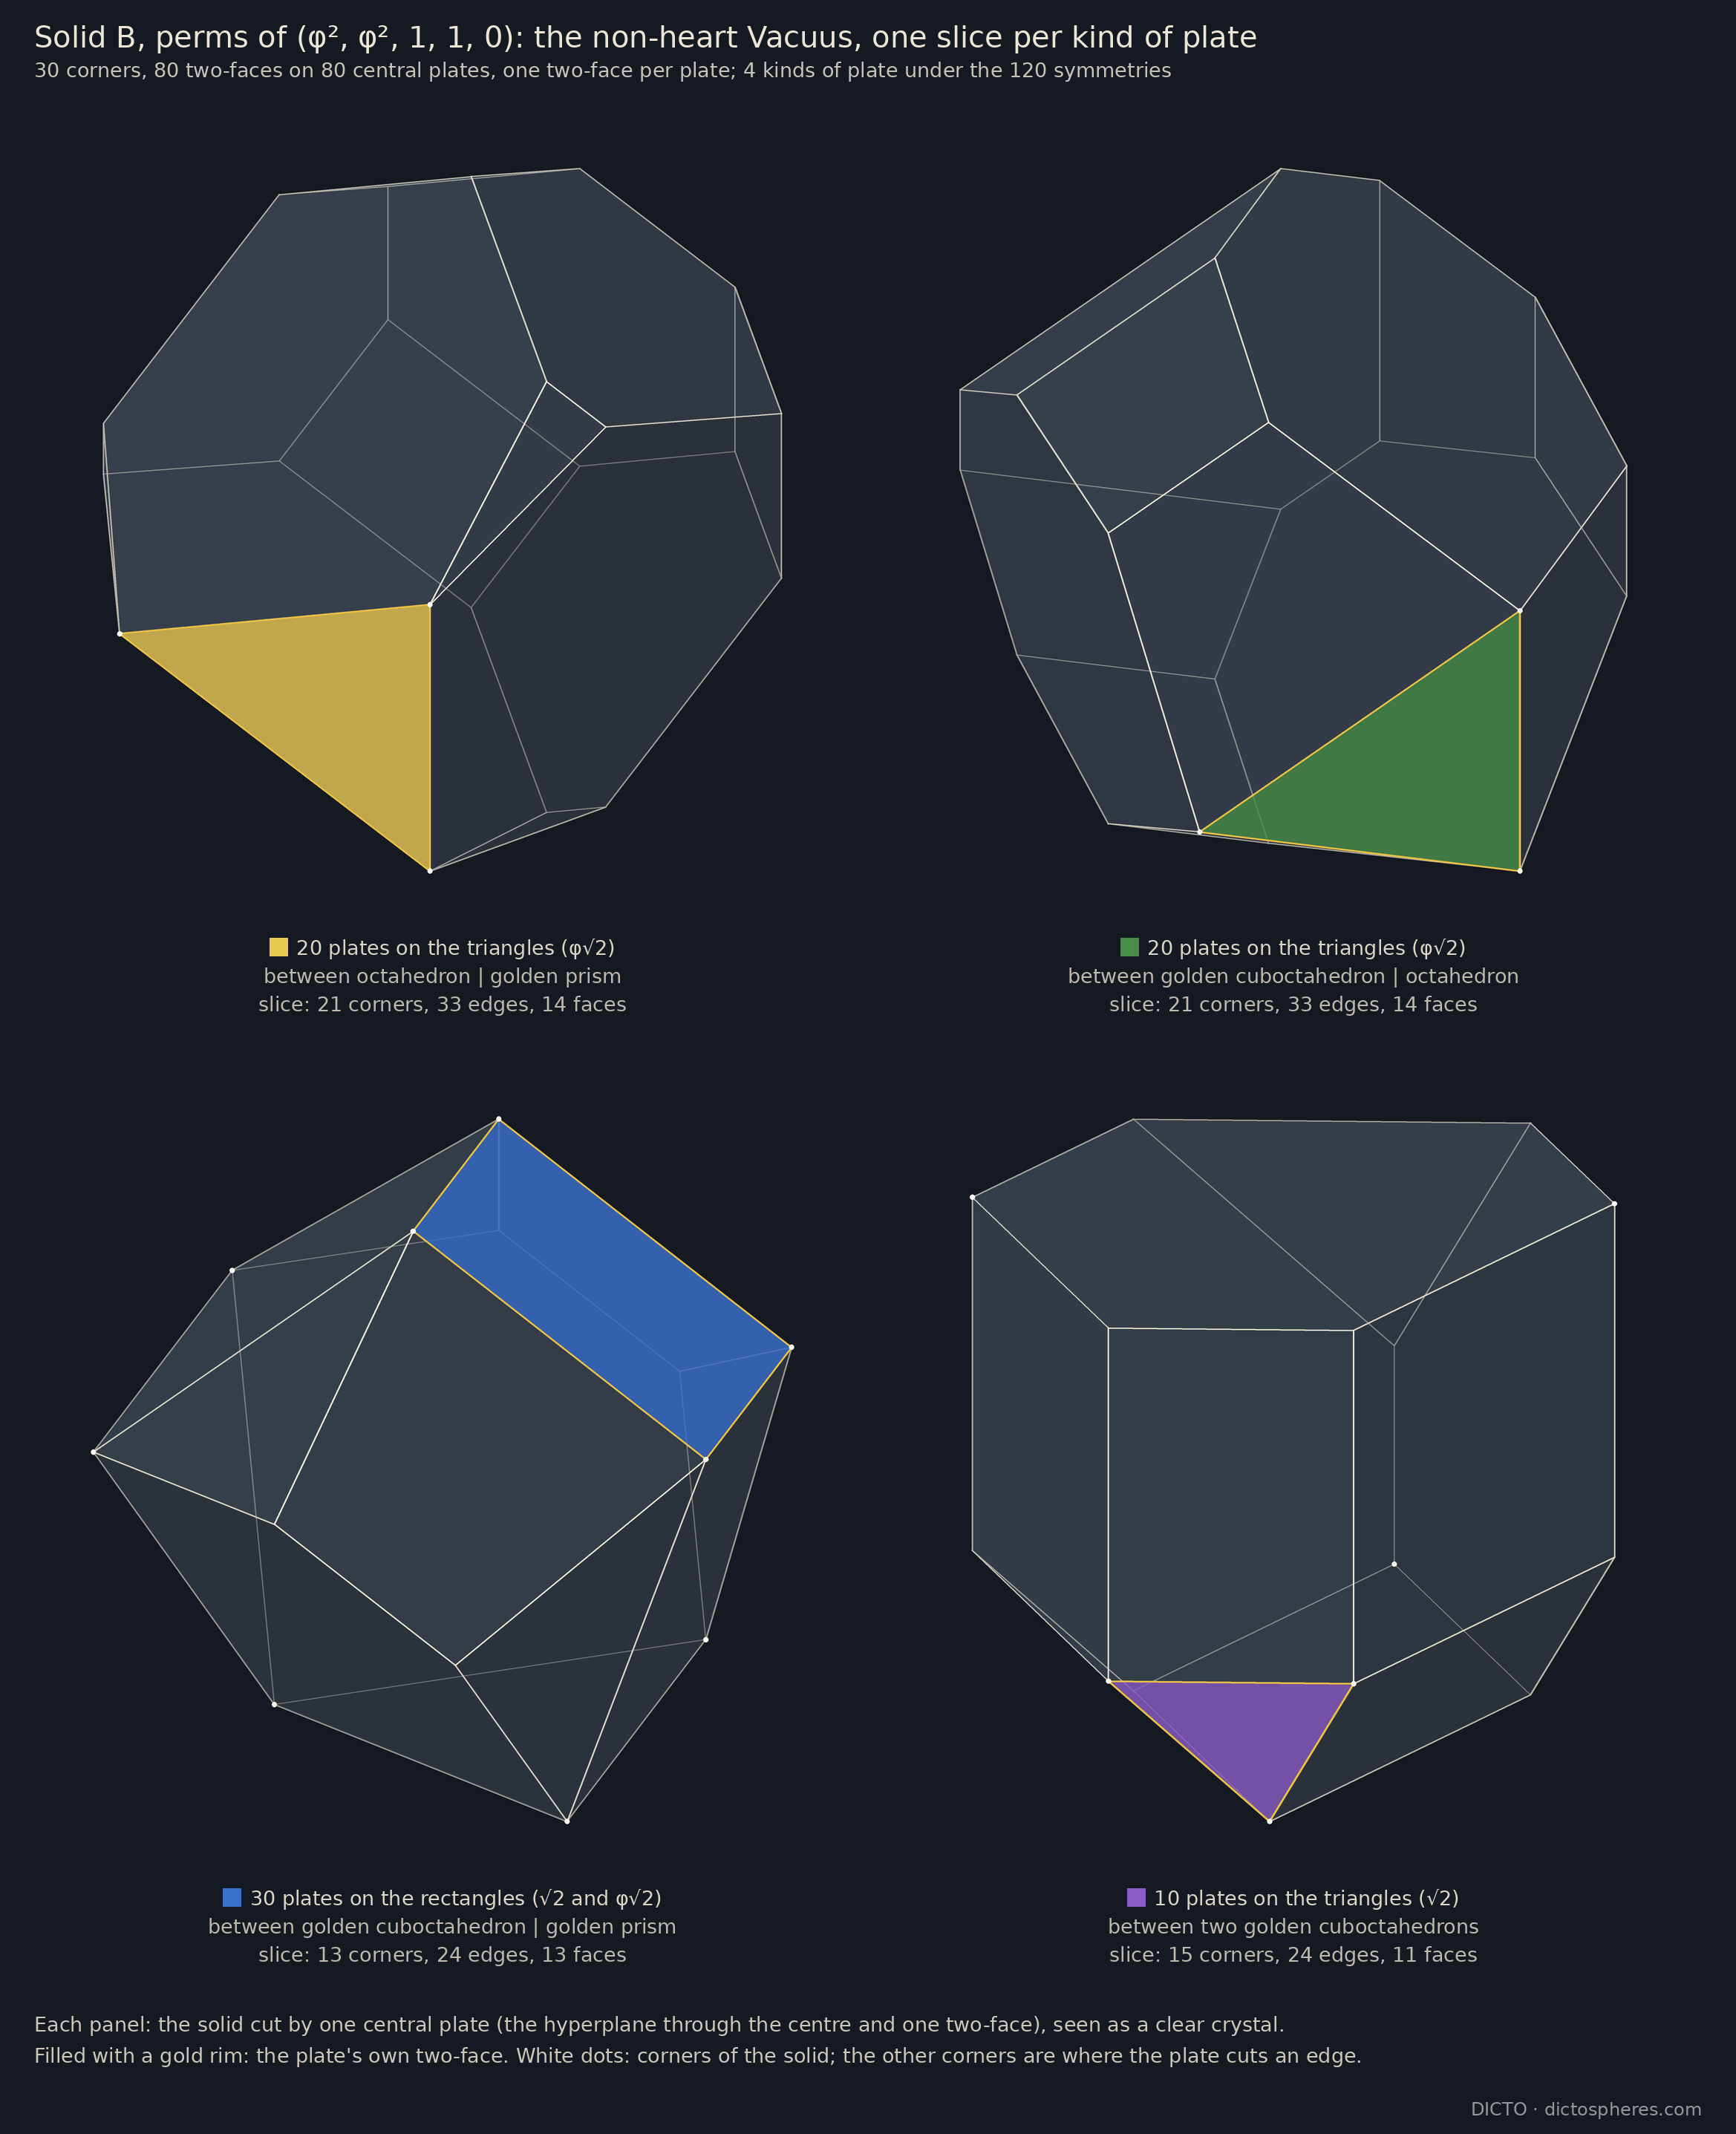 Solid B, perms of (φ², φ², 1, 1, 0): the non-heart Vacuus, one slice per kind of plate
30 corners, 80 two-faces on 80 central plates, one two-face per plate; 4 kinds of plate under the 120 symmetries
20 plates on the triangles (φ√2)
between octahedron | golden prism
slice: 21 corners, 33 edges, 14 faces
20 plates on the triangles (φ√2)
between golden cuboctahedron | octahedron
slice: 21 corners, 33 edges, 14 faces
30 plates on the rectangles (√2 and φ√2)
between golden cuboctahedron | golden prism
slice: 13 corners, 24 edges, 13 faces
10 plates on the triangles (√2)
between two golden cuboctahedrons
slice: 15 corners, 24 edges, 11 faces
Each panel: the solid cut by one central plate (the hyperplane through the centre and one two-face), seen as a clear crystal.
Filled with a gold rim: the plate's own two-face. White dots: corners of the solid; the other corners are where the plate cuts an edge.
DICTO · dictospheres.com